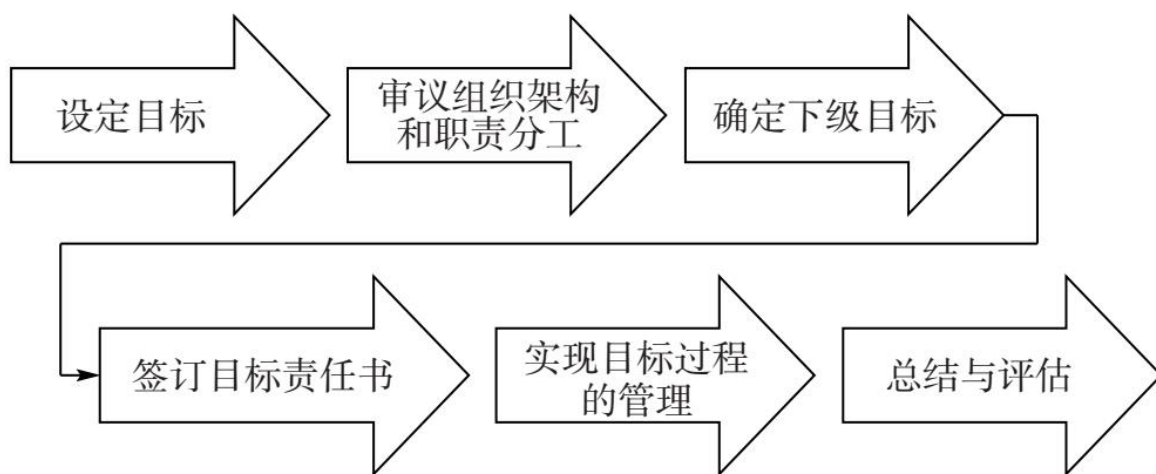 设定目标
审议组织架构
和职责分工
确定下级目标
签订目标责任书
实现目标过程
的管理
总结与评估